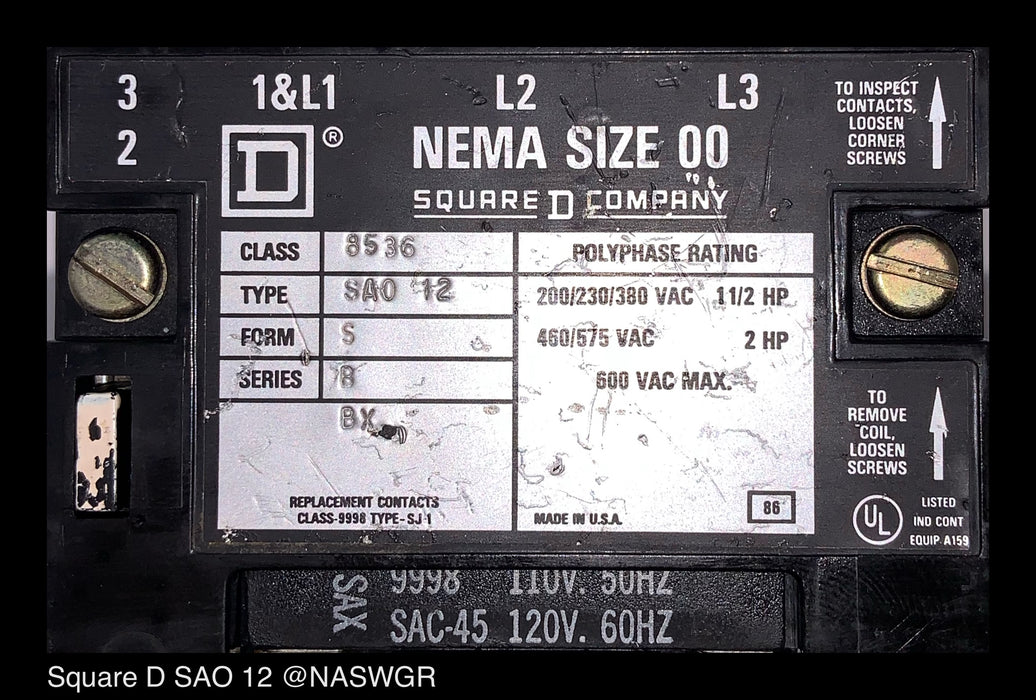 3 1&L1 L2 L3
2
D ®
NEMA SIZE 00
SQUARE D COMPANY
TO INSPECT
CONTACTS,
LOOSEN
CORNER
SCREWS
CLASS 8536
TYPE SAO 12
FORM S
SERIES B
BX
REPLACEMENT CONTACTS
CLASS-9998 TYPE-SJ-1
POLYPHASE RATING
200/230/380 VAC 1 1/2 HP
460/575 VAC 2 HP
600 VAC MAX.
MADE IN U.S.A. 86
TO
REMOVE
COIL,
LOOSEN
SCREWS
UL
LISTED
IND CONT
EQUIP A159
SAX
9998 110V. 50HZ
SAC-45 120V. 60HZ
Square D SAO 12 @NASWGR